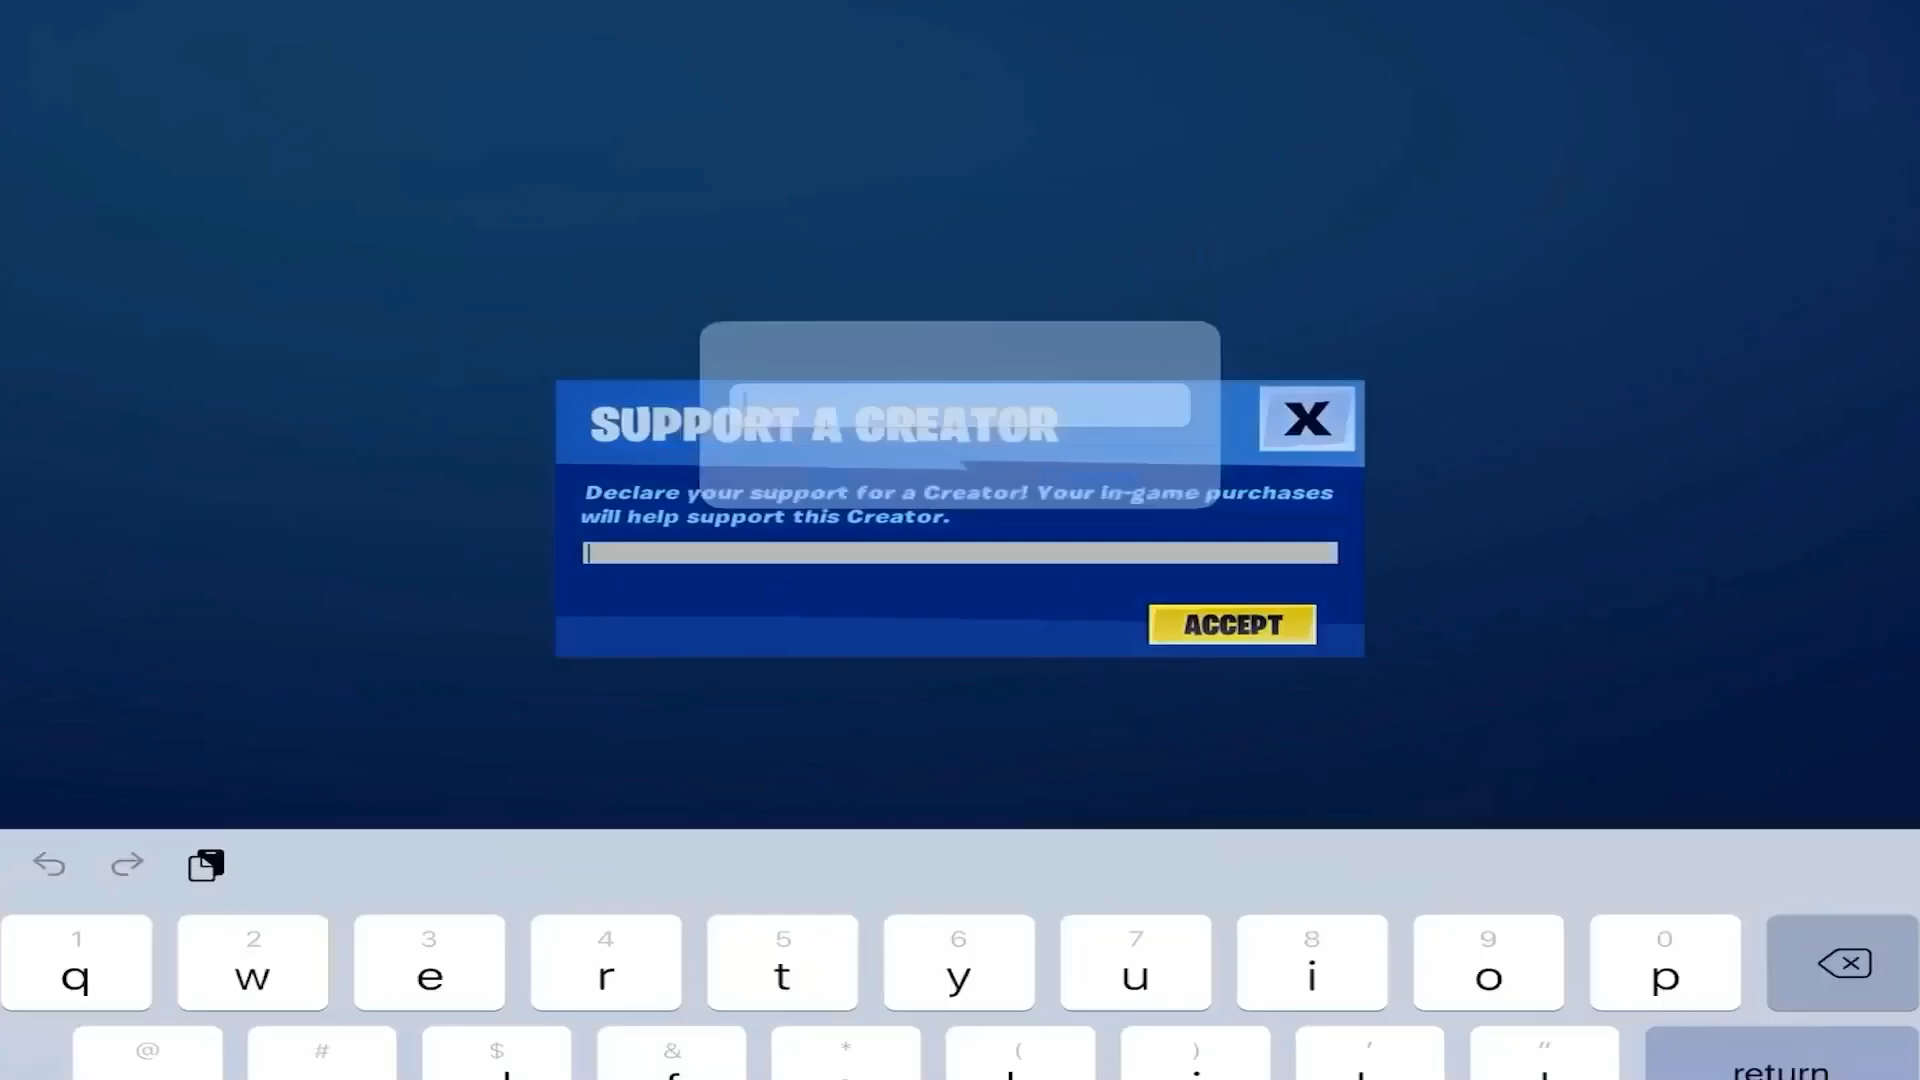 SUPPORT A CREATOR
X
Declare your support for a Creator! Your in-game purchases
will help support this Creator.
ACCEPT
1 2 3 4 5 6 7 8 9 0
q w e r t y u i o p
@ # $ & * ( ) ' "
return